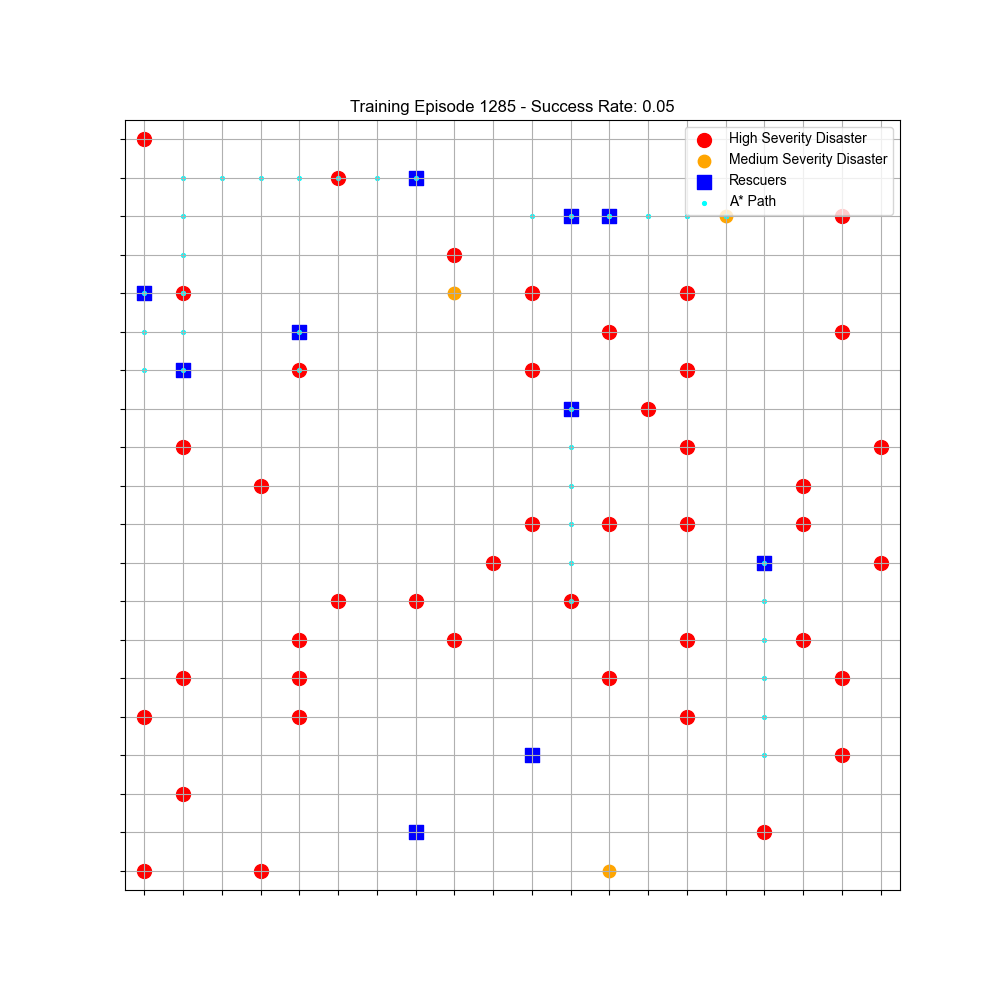 Training Episode 1285 - Success Rate: 0.05
High Severity Disaster
Medium Severity Disaster
Rescuers
A* Path